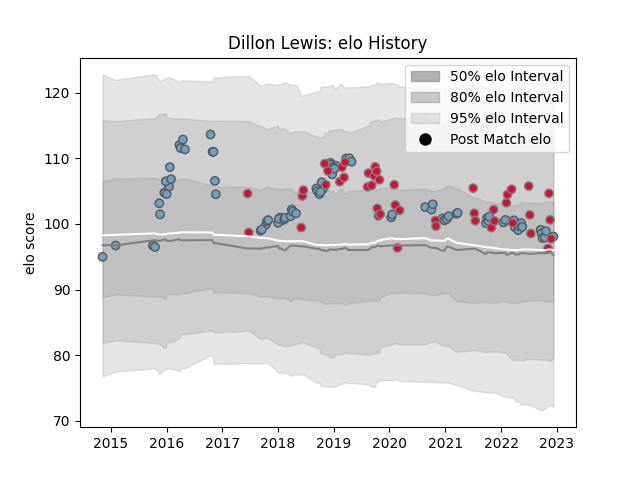 Dillon Lewis: elo History
50% elo Interval
80% elo Interval
95% elo Interval
Post Match elo
elo score
120
110
100
90
80
70
2015 2016 2017 2018 2019 2020 2021 2022 2023